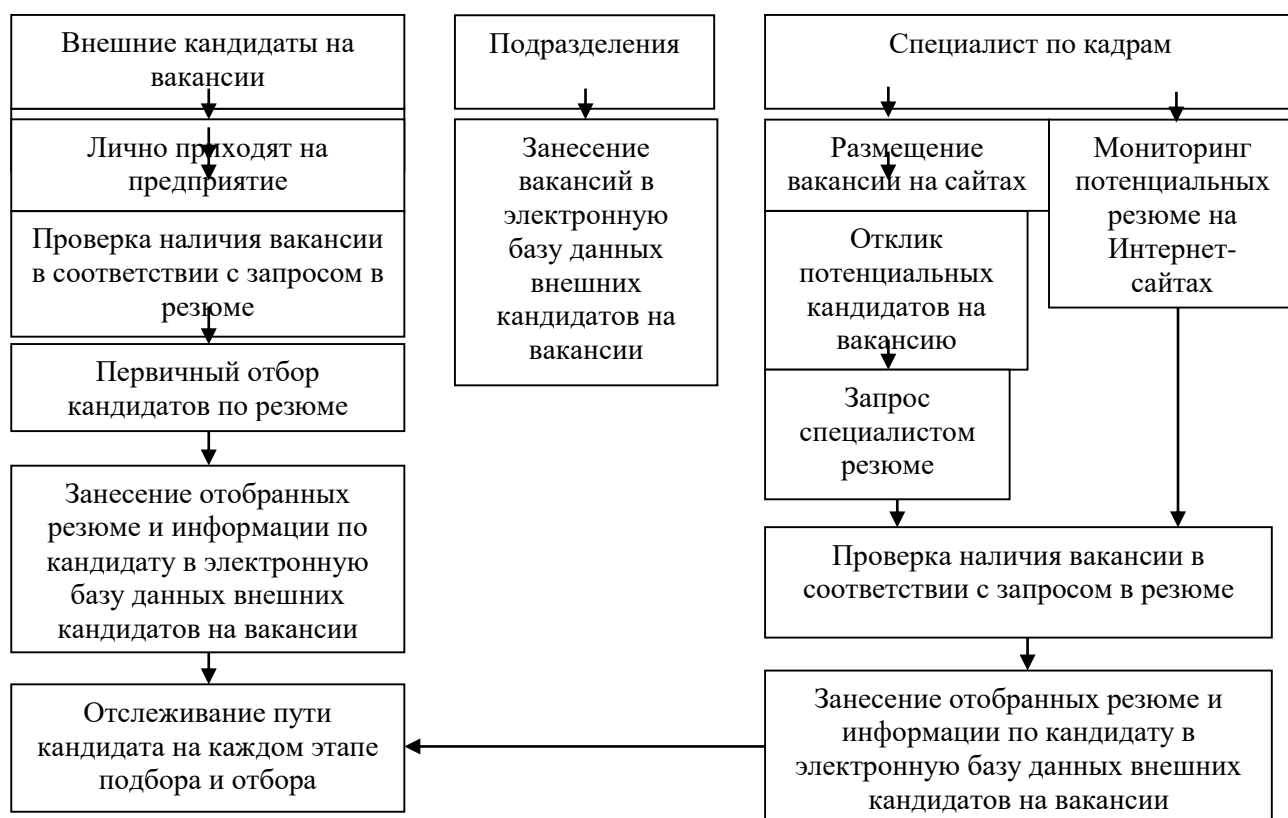 Внешние кандидаты на
вакансии
Лично приходят на
предприятие
Проверка наличия вакансии
в соответствии с запросом в
резюме
Первичный отбор
кандидатов по резюме
Занесение отобранных
резюме и информации по
кандидату в электронную
базу данных внешних
кандидатов на вакансии
Отслеживание пути
кандидата на каждом этапе
подбора и отбора
Подразделения
Занесение
вакансий в
электронную
базу данных
внешних
кандидатов на
вакансии
Специалист по кадрам
Размещение
вакансии на сайтах
Отклик
потенциальных
кандидатов на
вакансию
Запрос
специалистом
резюме
Мониторинг
потенциальных
резюме на
Интернет-
сайтах
Проверка наличия вакансии в
соответствии с запросом в резюме
Занесение отобранных резюме и
информации по кандидату в
электронную базу данных внешних
кандидатов на вакансии